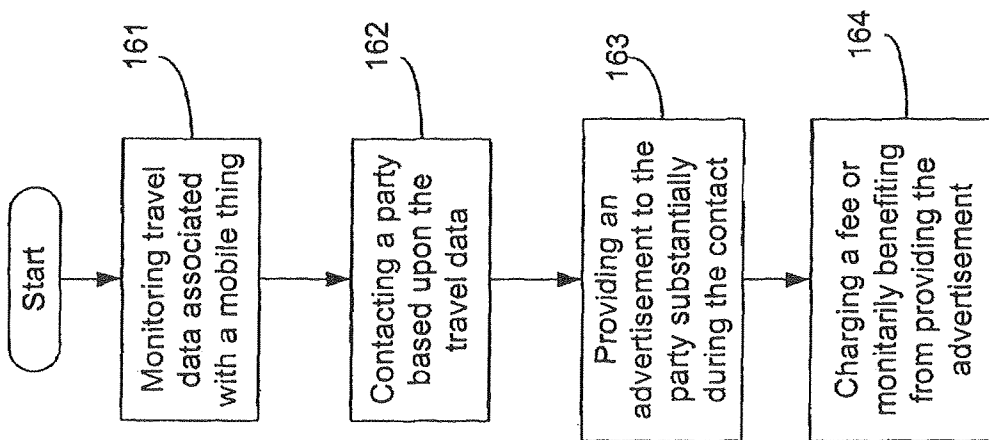 Start
161
Monitoring travel
data associated
with a mobile thing
162
Contacting a party
based upon the
travel data
163
Providing an
advertisement to the
party substantially
during the contact
164
Charging a fee or
monitarily benefiting
from providing the
advertisement